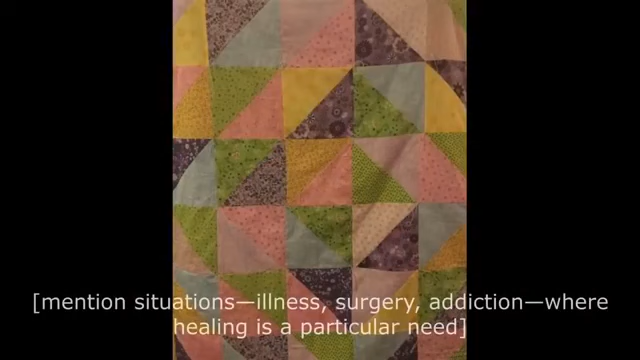 [mention situations—illness, surgery, addiction—where
healing is a particular need]